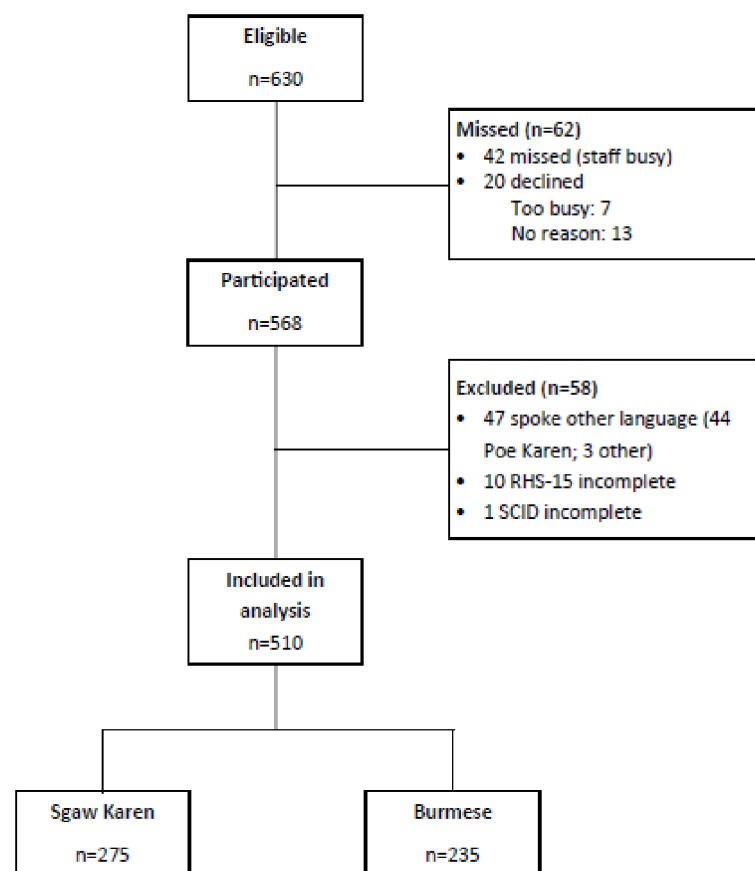 Eligible
n=630
Missed (n=62)
• 42 missed (staff busy)
• 20 declined
Too busy: 7
No reason: 13
Participated
n=568
Excluded (n=58)
• 47 spoke other language (44
Poe Karen; 3 other)
• 10 RHS-15 incomplete
• 1 SCID incomplete
Included in
analysis
n=510
Sgaw Karen
n=275
Burmese
n=235